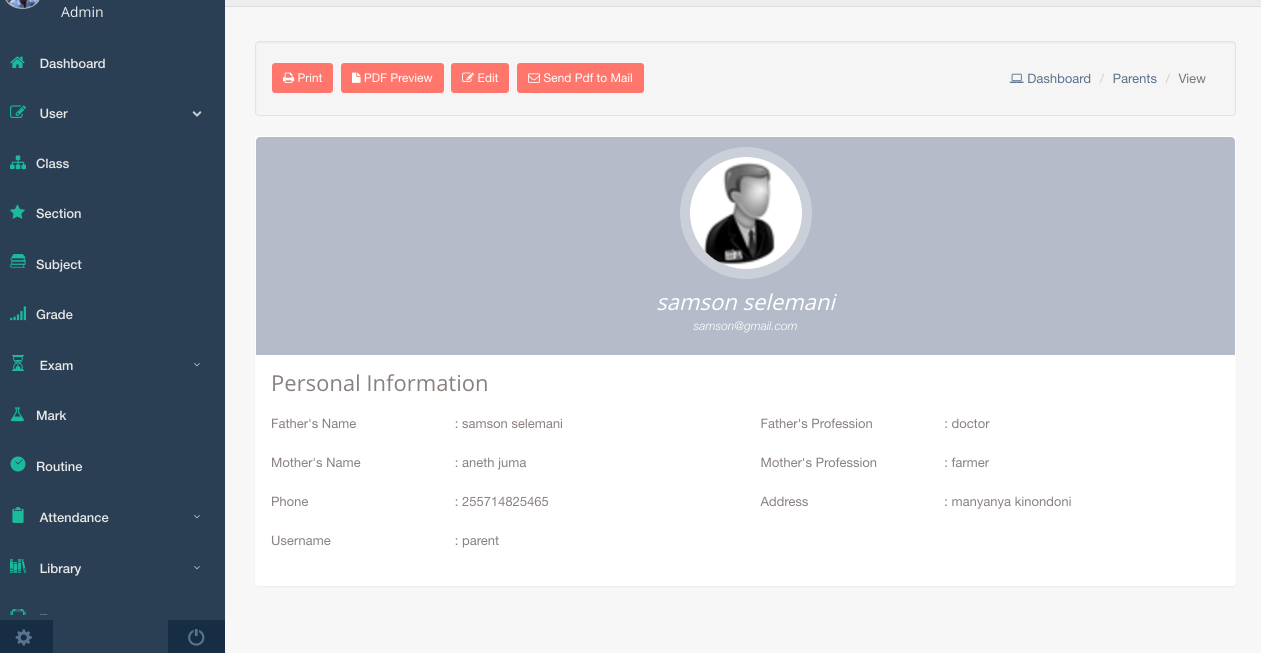 Admin
Dashboard
User
Class
Section
Subject
Grade
Exam
Mark
Routine
Attendance
Library
Print
PDF Preview
Edit
Send Pdf to Mail
Dashboard / Parents / View
samson selemani
samson@gmail.com
Personal Information
Father's Name : samson selemani
Father's Profession : doctor
Mother's Name : aneth juma
Mother's Profession : farmer
Phone : 255714825465
Address : manyanya kinondoni
Username : parent